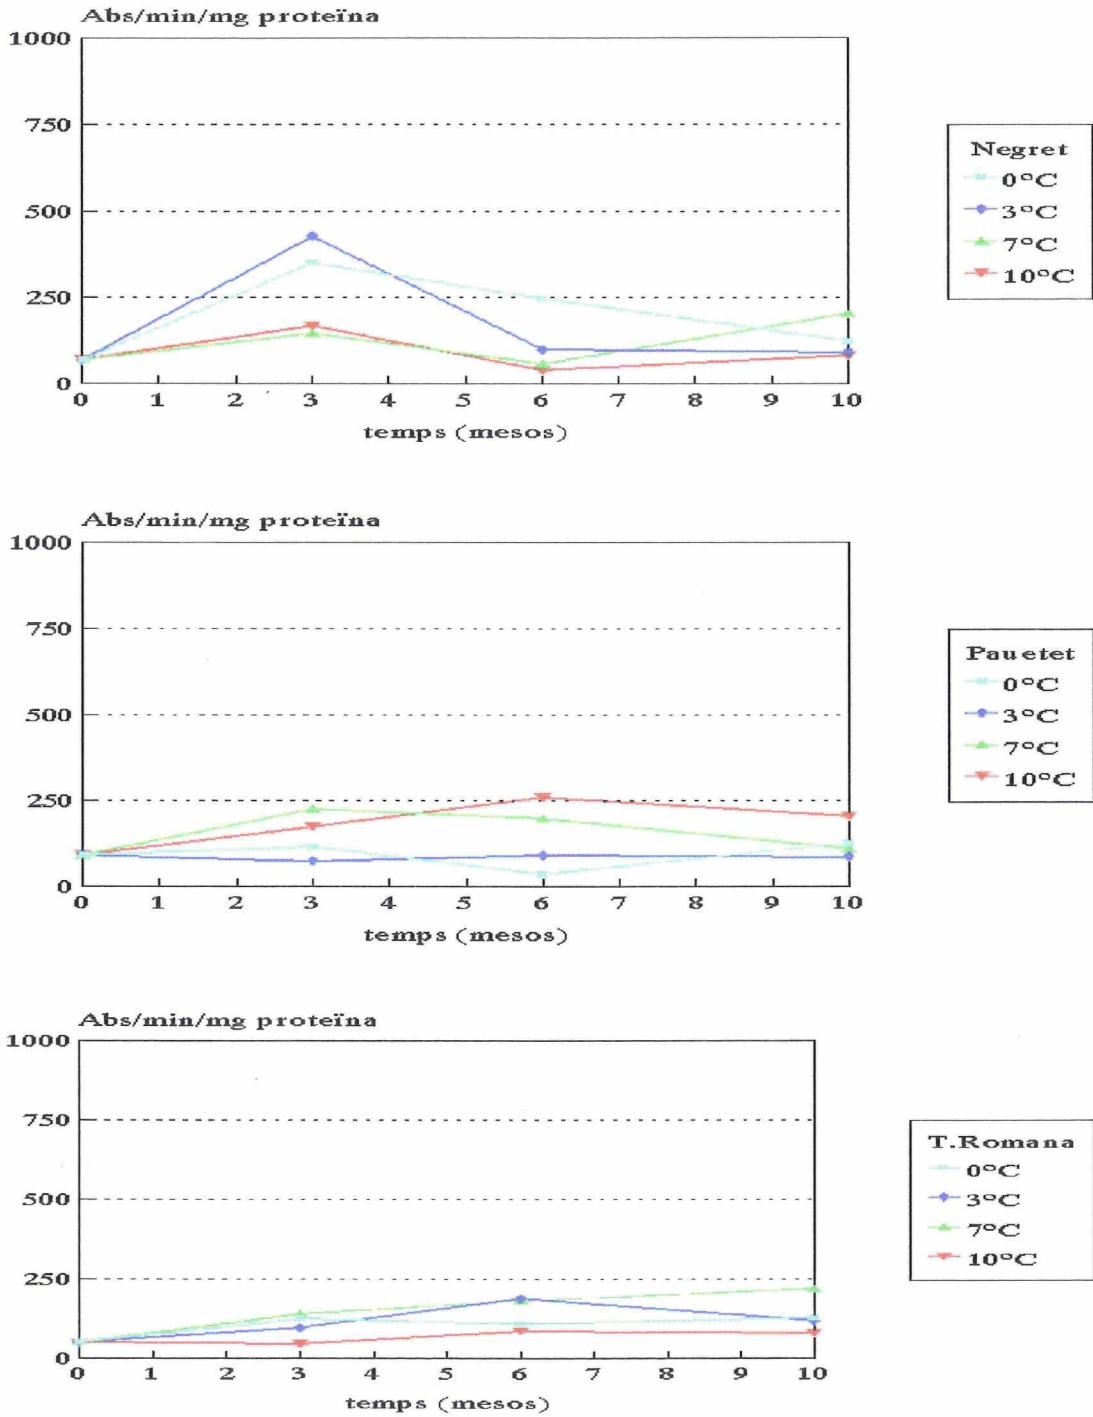 Abs/min/mg proteïna
1000
750
500
250
0
0 1 2 3 4 5 6 7 8 9 10
temps (mesos)
Negret
0°C
3°C
7°C
10°C
Abs/min/mg proteïna
1000
750
500
250
0
0 1 2 3 4 5 6 7 8 9 10
temps (mesos)
Pauetet
0°C
3°C
7°C
10°C
Abs/min/mg proteïna
1000
750
500
250
0
0 1 2 3 4 5 6 7 8 9 10
temps (mesos)
T.Romana
0°C
3°C
7°C
10°C